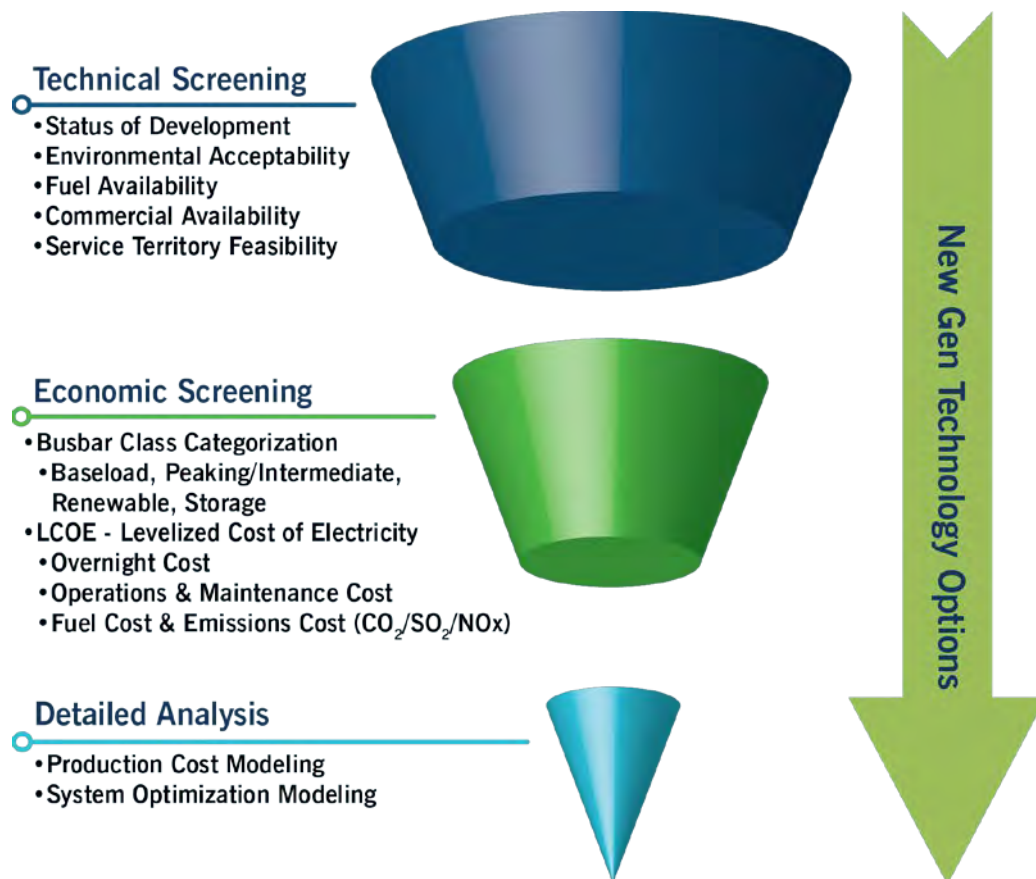 Technical Screening
•Status of Development
•Environmental Acceptability
•Fuel Availability
•Commercial Availability
•Service Territory Feasibility
Economic Screening
•Busbar Class Categorization
•Baseload, Peaking/Intermediate,
Renewable, Storage
•LCOE - Levelized Cost of Electricity
•Overnight Cost
•Operations & Maintenance Cost
•Fuel Cost & Emissions Cost (CO₂/SO₂/NOx)
Detailed Analysis
•Production Cost Modeling
•System Optimization Modeling
New Gen Technology Options